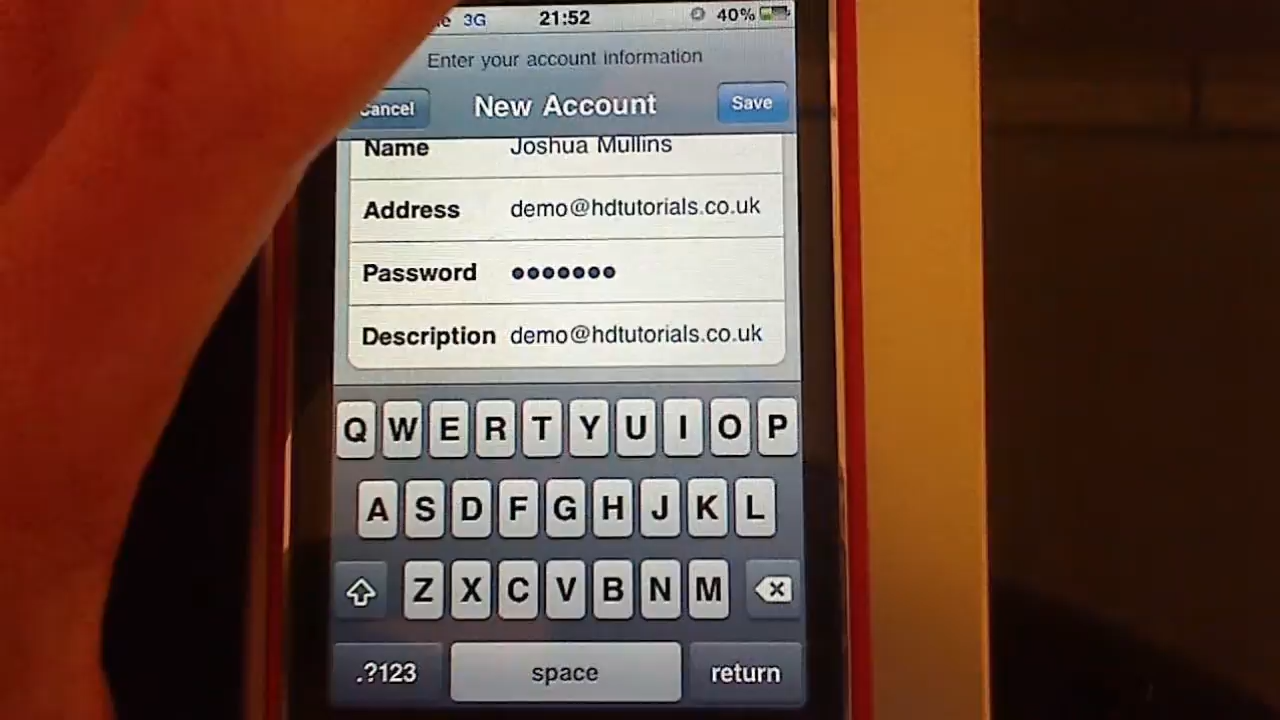 3G 21:52 40%
Enter your account information
Cancel New Account Save
Name Joshua Mullins
Address demo@hdtutorials.co.uk
Password •••••••
Description demo@hdtutorials.co.uk
Q W E R T Y U I O P
A S D F G H J K L
Z X C V B N M
.?123 space return